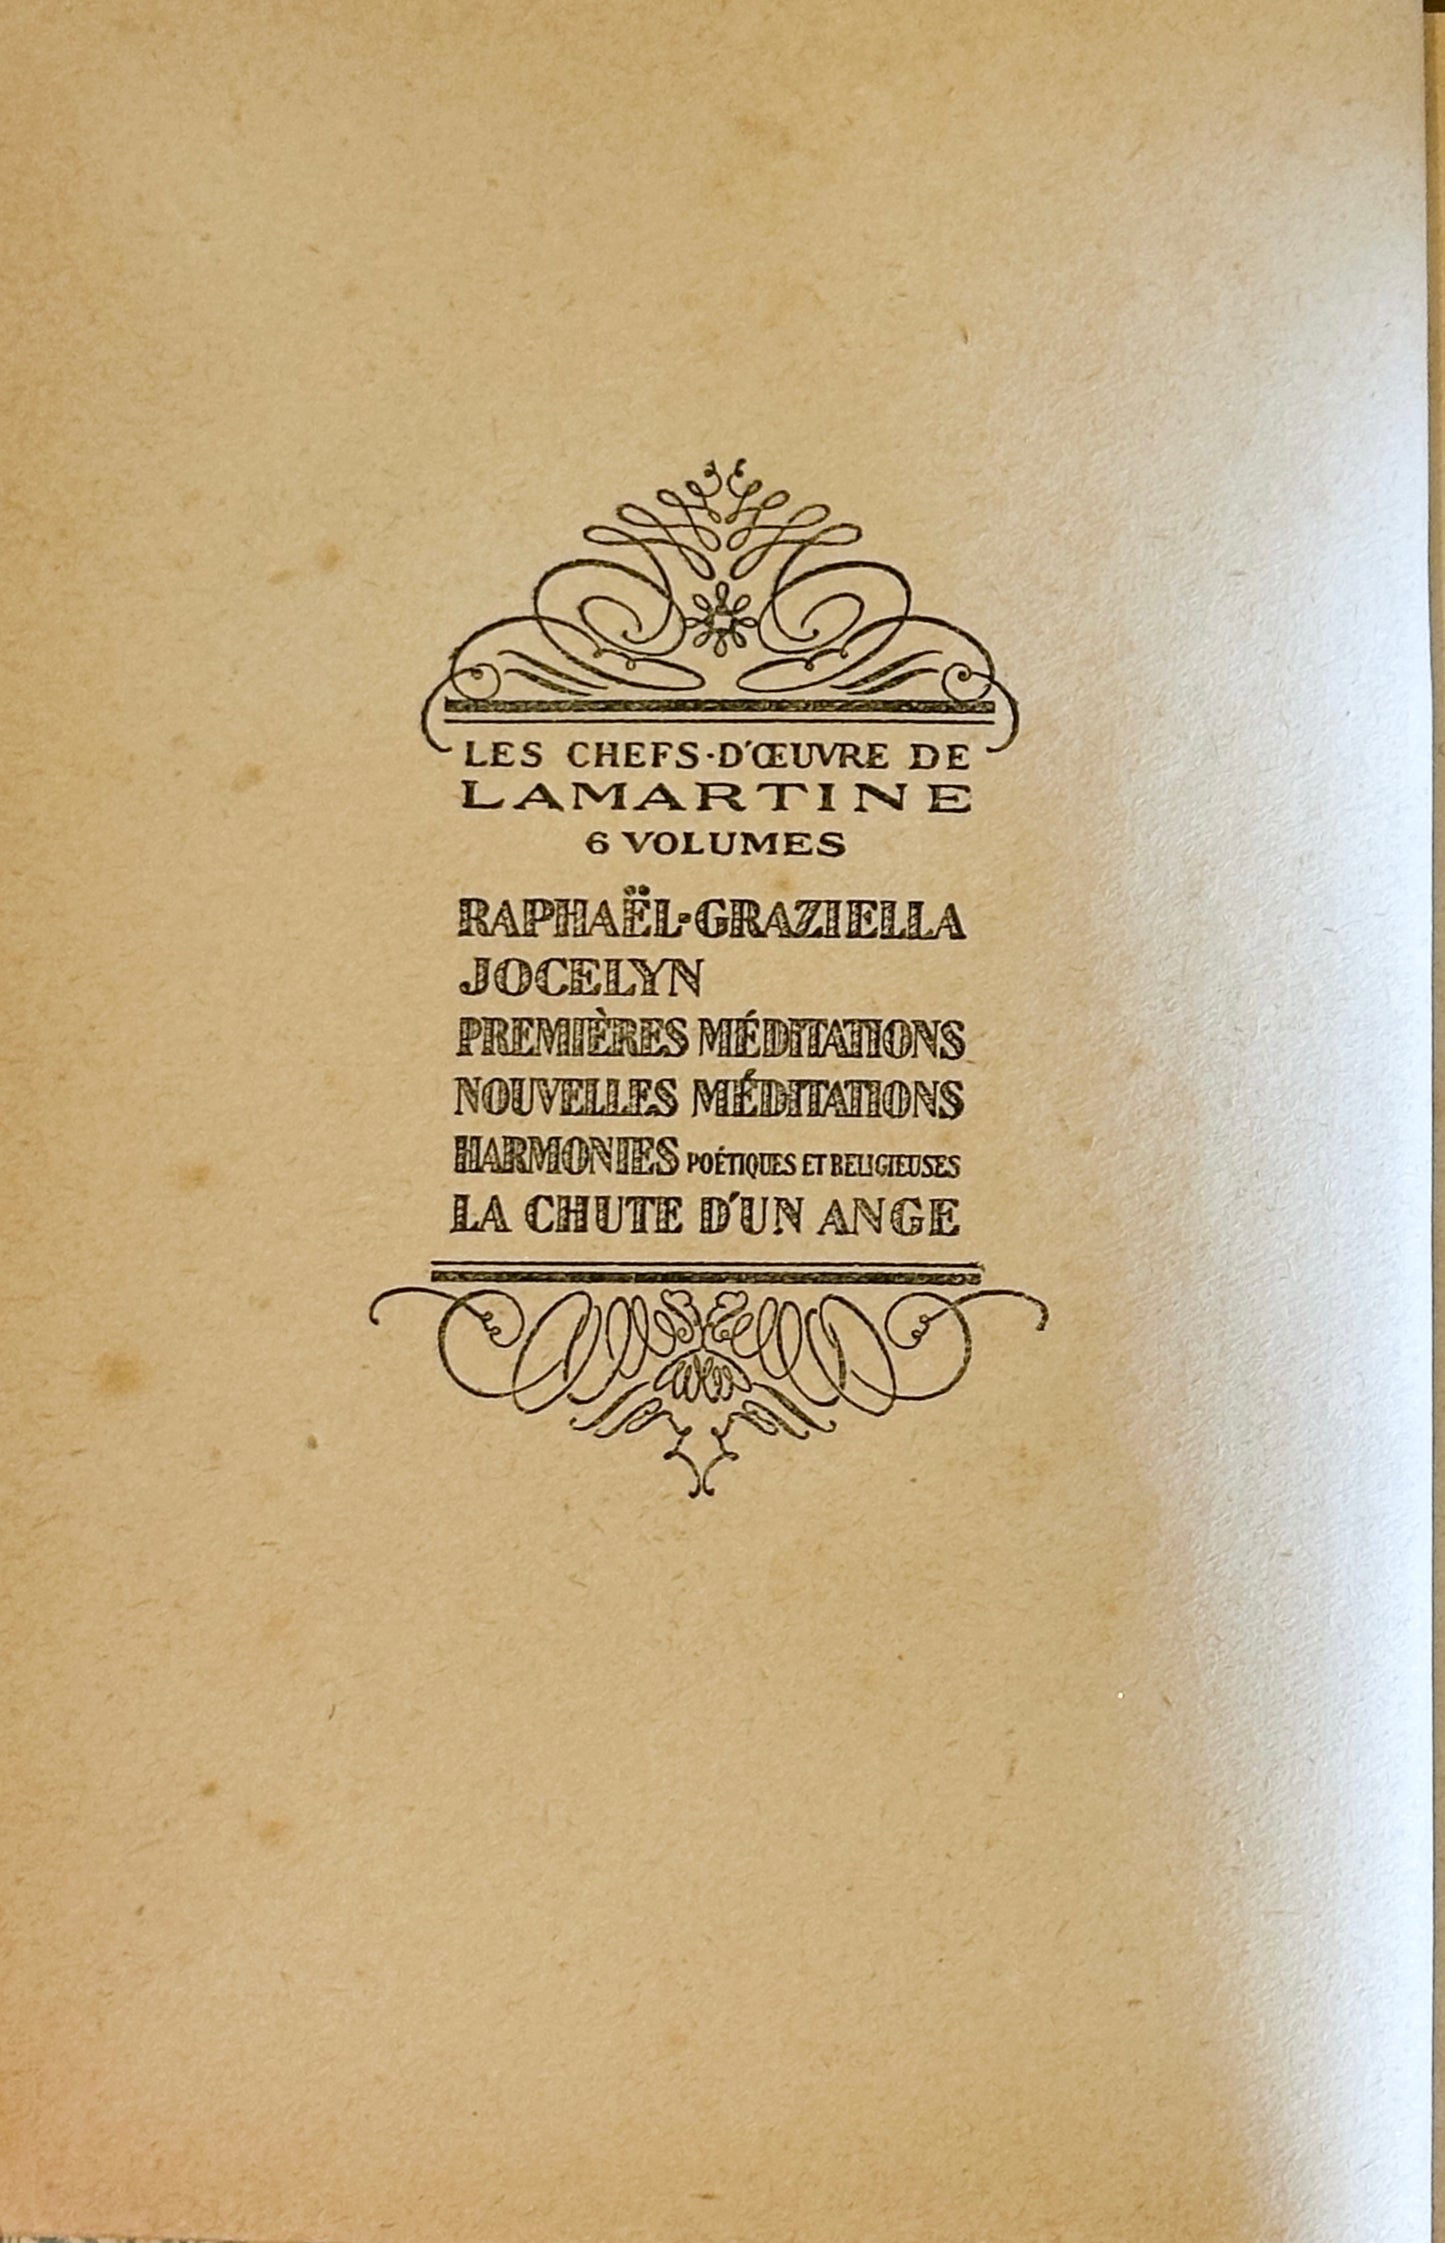 LES CHEFS-D'ŒUVRE DE
LAMARTINE
6 VOLUMES
RAPHAËL-GRAZIELLA
JOCELYN
PREMIÈRES MÉDITATIONS
NOUVELLES MÉDITATIONS
HARMONIES POÉTIQUES ET RELIGIEUSES
LA CHUTE D'UN ANGE